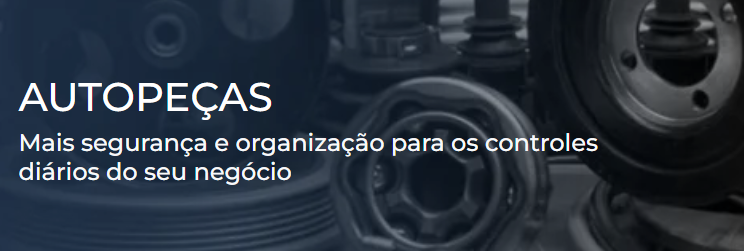 AUTOPEÇAS
Mais segurança e organização para os controles
diários do seu negócio